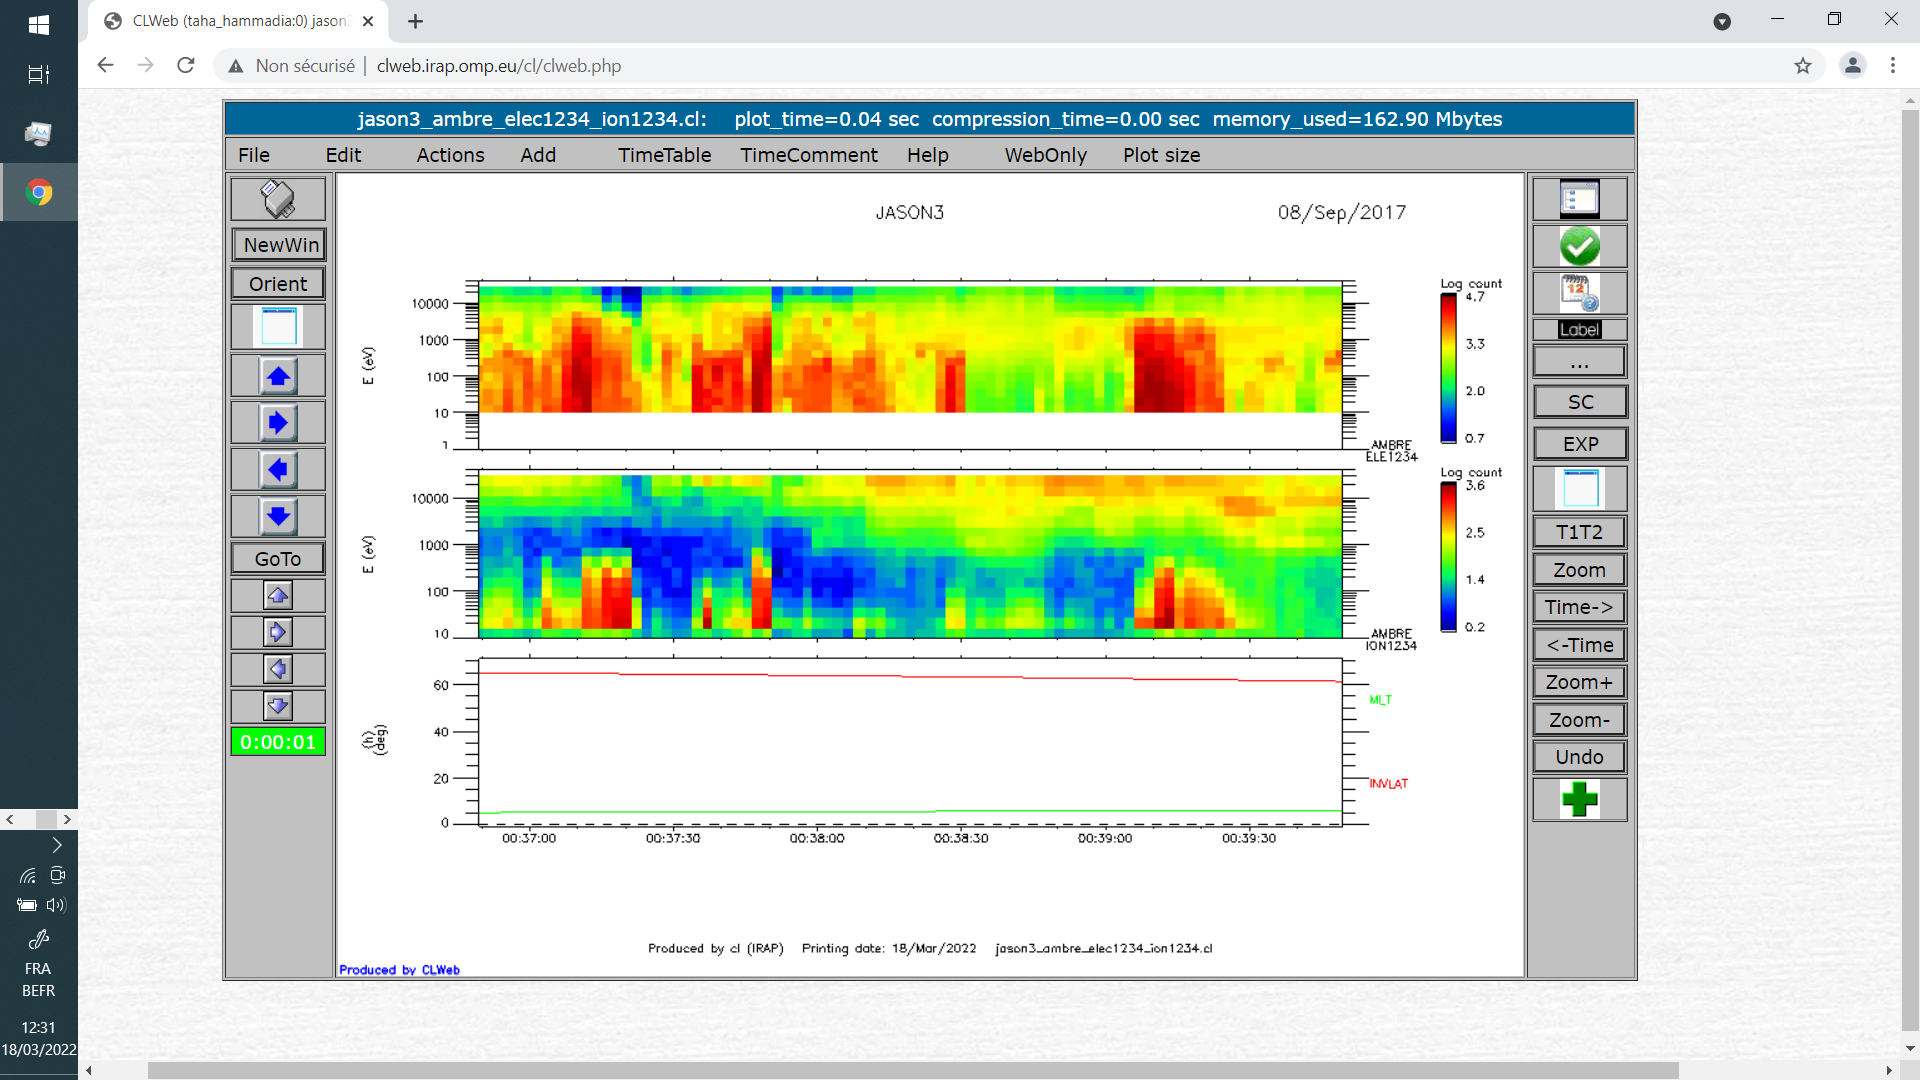 CLWeb (taha_hammadia:0) jason3
Non sécurisé | clweb.irap.omp.eu/cl/clweb.php
jason3_ambre_elec1234_ion1234.cl: plot_time=0.04 sec compression_time=0.00 sec memory_used=162.90 Mbytes
File Edit Actions Add TimeTable TimeComment Help WebOnly Plot size
NewWin
Orient
GoTo
0:00:01
JASON3 08/Sep/2017
Log count
4.7
3.3
2.0
0.7
10000
1000
100
10
1
E (eV)
AMBRE
ELE1234
Log count
3.6
2.5
1.4
0.2
10000
1000
100
10
E (eV)
AMBRE
ION1234
60
40
20
0
(h)
(deg)
MLT
INVLAT
00:37:00 00:37:30 00:38:00 00:38:30 00:39:00 00:39:30
Produced by cl (IRAP) Printing date: 18/Mar/2022 jason3_ambre_elec1234_ion1234.cl
Produced by CLWeb
12
Label
...
SC
EXP
T1T2
Zoom
Time->
<-Time
Zoom+
Zoom-
Undo
FRA
BEFR
12:31
18/03/2022